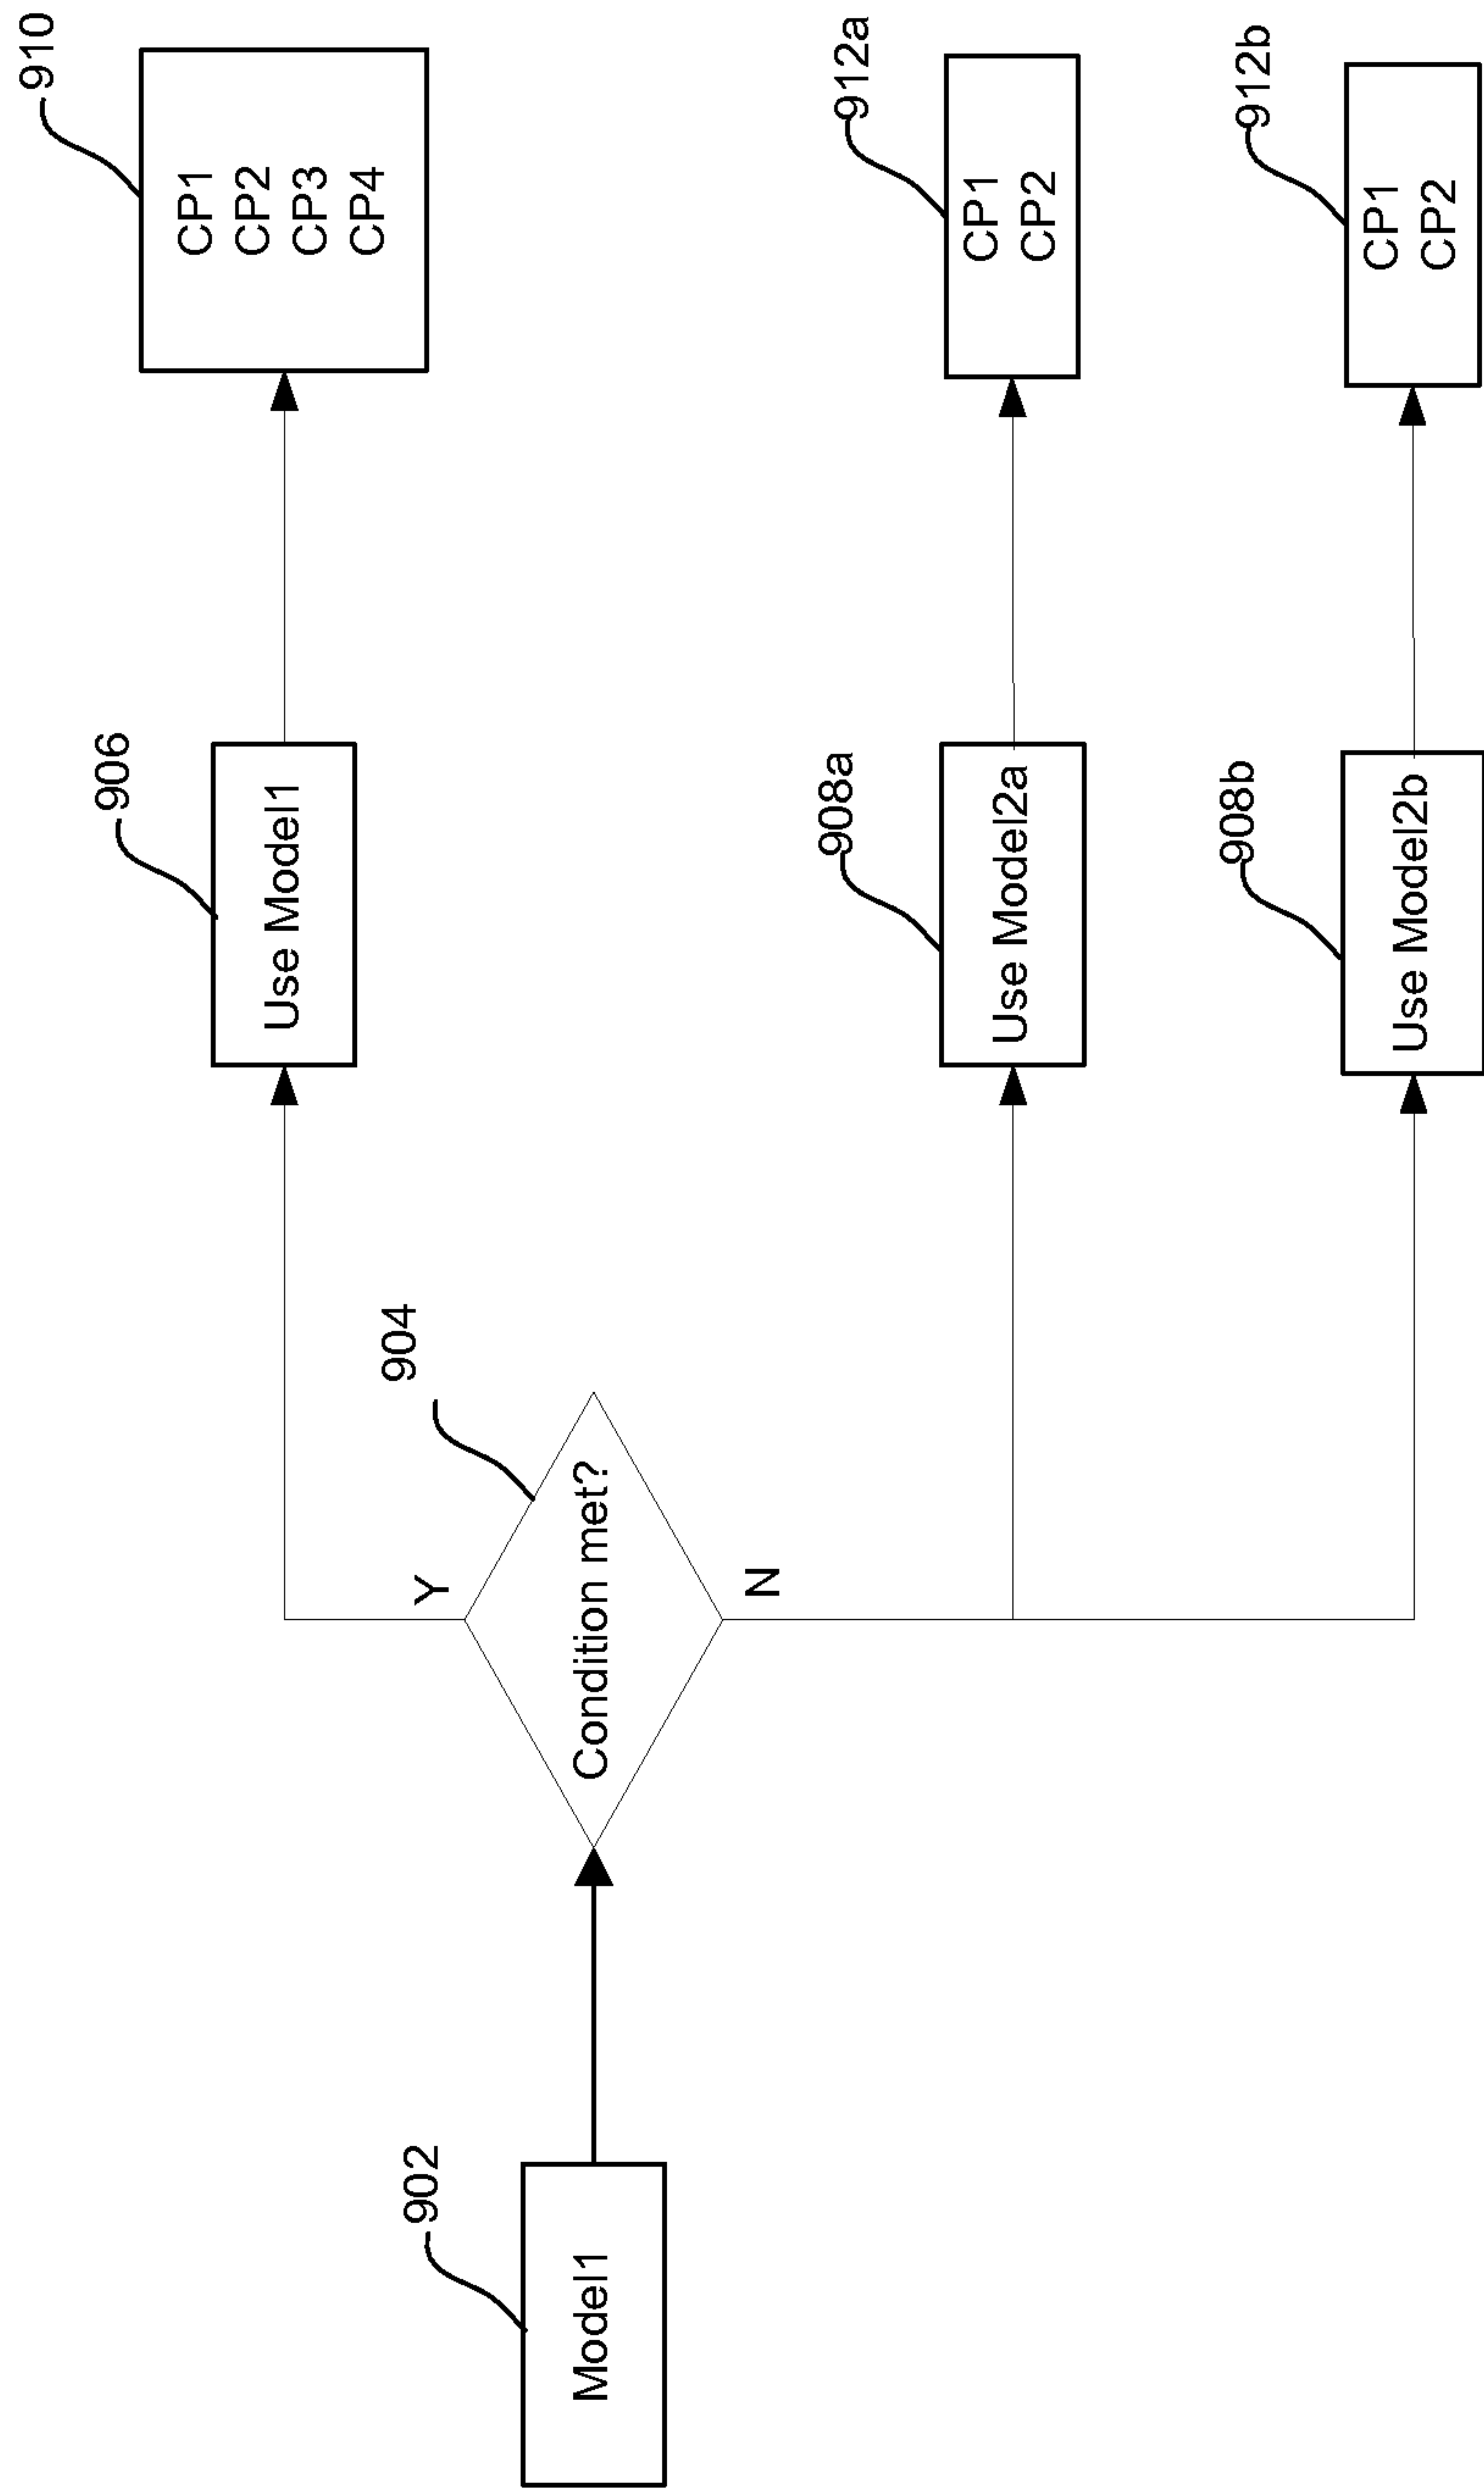 902
Model1
904
Condition met?
Y
N
906
Use Model1
910
CP1
CP2
CP3
CP4
908a
Use Model2a
912a
CP1
CP2
908b
Use Model2b
912b
CP1
CP2